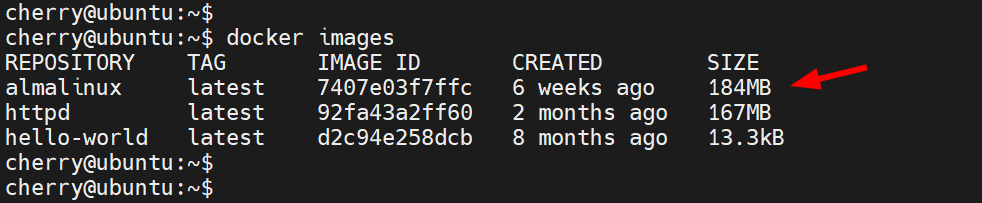 cherry@ubuntu:~$
cherry@ubuntu:~$ docker images
REPOSITORY TAG IMAGE ID CREATED SIZE
almalinux latest 7407e03f7ffc 6 weeks ago 184MB
httpd latest 92fa43a2ff60 2 months ago 167MB
hello-world latest d2c94e258dcb 8 months ago 13.3kB
cherry@ubuntu:~$
cherry@ubuntu:~$